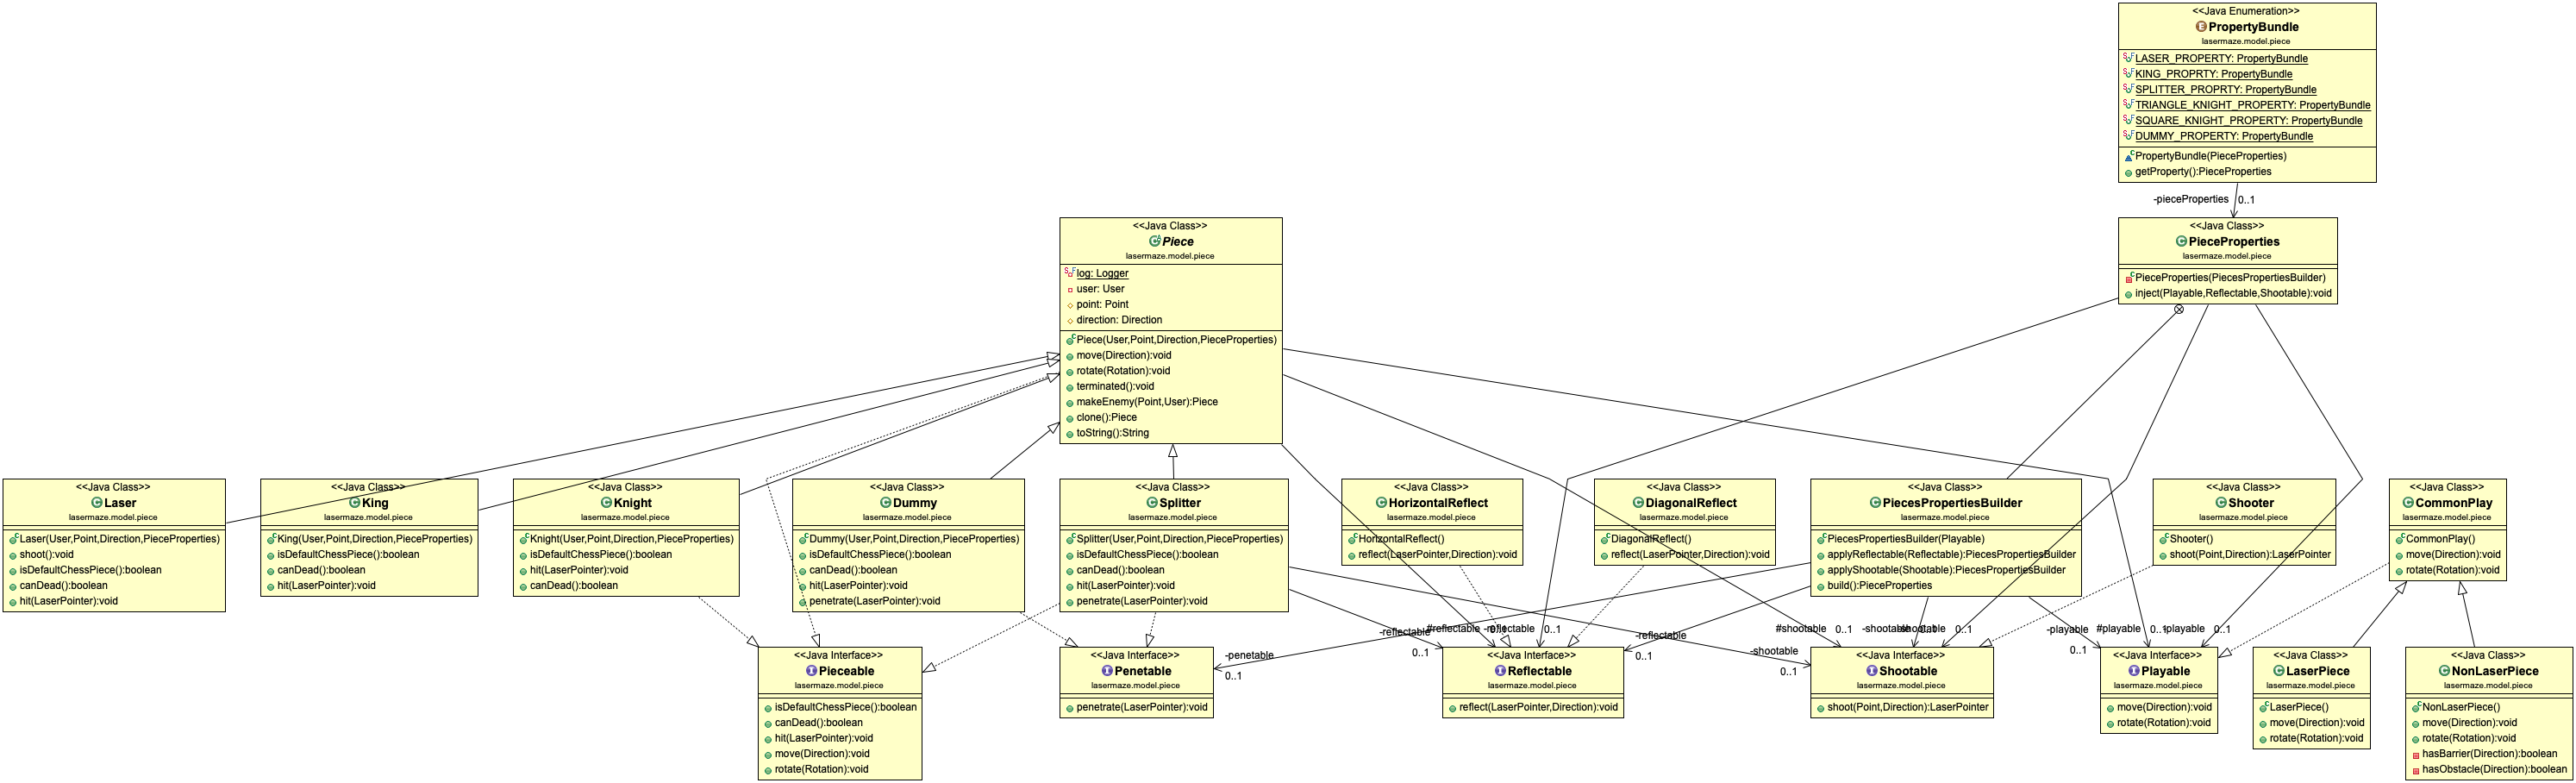 <<Java Enumeration>>
PropertyBundle
lasermaze.model.piece
LASER_PROPERTY: PropertyBundle
KING_PROPRTY: PropertyBundle
SPLITTER_PROPRTY: PropertyBundle
TRIANGLE_KNIGHT_PROPERTY: PropertyBundle
SQUARE_KNIGHT_PROPERTY: PropertyBundle
DUMMY_PROPERTY: PropertyBundle
PropertyBundle(PieceProperties)
getProperty():PieceProperties
-pieceProperties
0..1
<<Java Class>>
Piece
lasermaze.model.piece
log: Logger
user: User
point: Point
direction: Direction
Piece(User,Point,Direction,PieceProperties)
move(Direction):void
rotate(Rotation):void
terminated():void
makeEnemy(Point,User):Piece
clone():Piece
toString():String
<<Java Class>>
PieceProperties
lasermaze.model.piece
PieceProperties(PiecesPropertiesBuilder)
inject(Playable,Reflectable,Shootable):void
<<Java Class>>
Laser
lasermaze.model.piece
Laser(User,Point,Direction,PieceProperties)
shoot():void
isDefaultChessPiece():boolean
canDead():boolean
hit(LaserPointer):void
<<Java Class>>
King
lasermaze.model.piece
King(User,Point,Direction,PieceProperties)
isDefaultChessPiece():boolean
canDead():boolean
hit(LaserPointer):void
<<Java Class>>
Knight
lasermaze.model.piece
Knight(User,Point,Direction,PieceProperties)
isDefaultChessPiece():boolean
hit(LaserPointer):void
canDead():boolean
<<Java Class>>
Dummy
lasermaze.model.piece
Dummy(User,Point,Direction,PieceProperties)
isDefaultChessPiece():boolean
canDead():boolean
hit(LaserPointer):void
penetrate(LaserPointer):void
<<Java Class>>
Splitter
lasermaze.model.piece
Splitter(User,Point,Direction,PieceProperties)
isDefaultChessPiece():boolean
canDead():boolean
hit(LaserPointer):void
penetrate(LaserPointer):void
<<Java Class>>
HorizontalReflect
lasermaze.model.piece
HorizontalReflect()
reflect(LaserPointer,Direction):void
<<Java Class>>
DiagonalReflect
lasermaze.model.piece
DiagonalReflect()
reflect(LaserPointer,Direction):void
<<Java Class>>
PiecesPropertiesBuilder
lasermaze.model.piece
PiecesPropertiesBuilder(Playable)
applyReflectable(Reflectable):PiecesPropertiesBuilder
applyShootable(Shootable):PiecesPropertiesBuilder
build():PieceProperties
<<Java Class>>
Shooter
lasermaze.model.piece
Shooter()
shoot(Point,Direction):LaserPointer
<<Java Class>>
CommonPlay
lasermaze.model.piece
CommonPlay()
move(Direction):void
rotate(Rotation):void
-penetable
0..1
-reflectable
0..1
#reflectable
0..1
-reflectable
0..1
-reflectable
0..1
-shootable
0..1
#shootable
0..1
-shootable
0..1
-shootable
0..1
-playable
0..1
#playable
0..1
-playable
0..1
<<Java Interface>>
Pieceable
lasermaze.model.piece
isDefaultChessPiece():boolean
canDead():boolean
hit(LaserPointer):void
move(Direction):void
rotate(Rotation):void
<<Java Interface>>
Penetable
lasermaze.model.piece
penetrate(LaserPointer):void
<<Java Interface>>
Reflectable
lasermaze.model.piece
reflect(LaserPointer,Direction):void
<<Java Interface>>
Shootable
lasermaze.model.piece
shoot(Point,Direction):LaserPointer
<<Java Interface>>
Playable
lasermaze.model.piece
move(Direction):void
rotate(Rotation):void
<<Java Class>>
LaserPiece
lasermaze.model.piece
LaserPiece()
move(Direction):void
rotate(Rotation):void
<<Java Class>>
NonLaserPiece
lasermaze.model.piece
NonLaserPiece()
move(Direction):void
rotate(Rotation):void
hasBarrier(Direction):boolean
hasObstacle(Direction):boolean